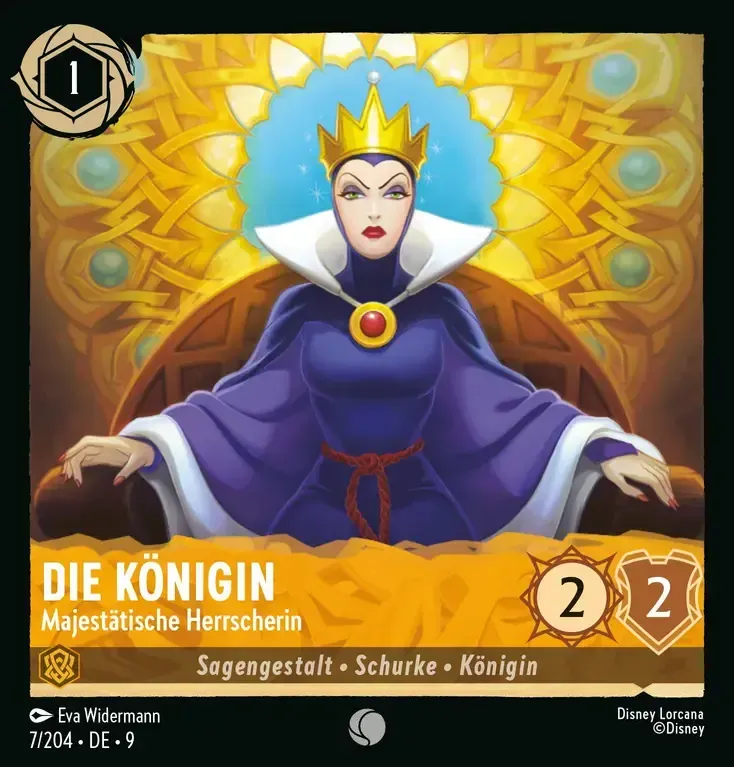 1
DIE KÖNIGIN
Majestätische Herrscherin
2 2
Sagengestalt • Schurke • Königin
Eva Widermann
7/204 • DE • 9
Disney Lorcana
©Disney